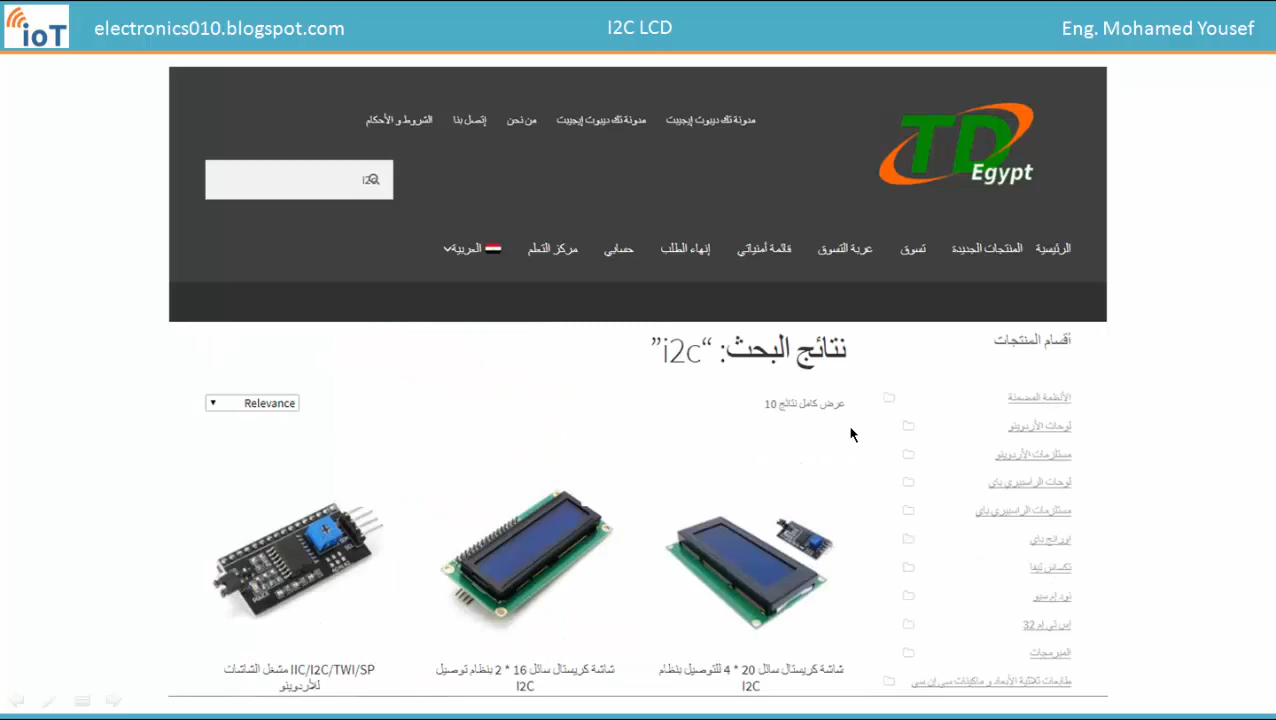 ioT
electronics010.blogspot.com
I2C LCD
Eng. Mohamed Yousef
TD
Egypt
مدونة تك ديبوت إيجيبت
مدونة تك ديبوت إيجيبت
من نحن
إتصل بنا
الشروط و الأحكام
i2c
الرئيسية
المنتجات الجديدة
تسوق
عربة التسوق
قائمة أمنياتي
إنهاء الطلب
حسابي
مركز التعلم
العربية
أقسام المنتجات
الأنظمة المضمنة
لوحات الأردوينو
مستلزمات الأردوينو
لوحات الراسبيري باي
مستلزمات الراسبيري باي
اورانج باي
تكساس تيفا
نود إم سيو
إس تي إم 32
المبرمجات
طابعات ثلاثية الأبعاد و ماكينات سي إن سي
نتائج البحث: “i2c”
عرض كامل نتائج 10
Relevance
شاشة كريستال سائل 20 * 4 للتوصيل بنظام
I2C
شاشة كريستال سائل 16 * 2 بنظام توصيل
I2C
IIC/I2C/TWI/SP مشغل الشاشات
للأردوينو